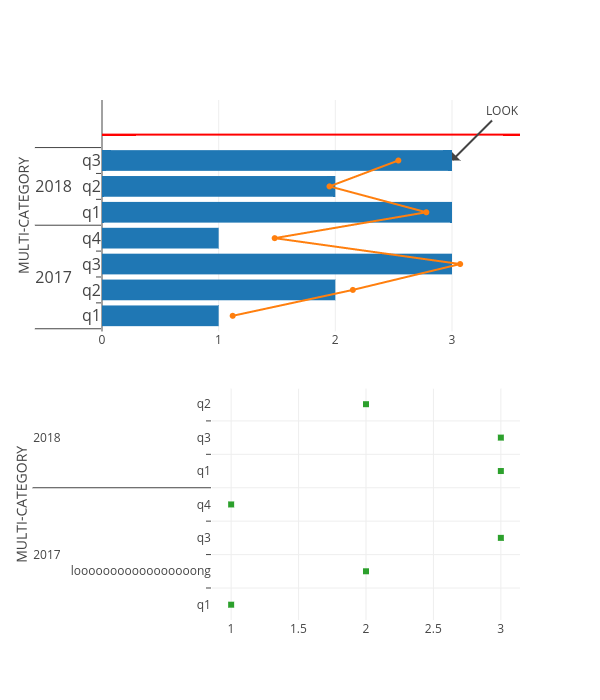 LOOK
MULTI-CATEGORY
2018
2017
q3
q2
q1
q4
q3
q2
q1
0 1 2 3
MULTI-CATEGORY
2018
2017
q2
q3
q1
q4
q3
looooooooooooooooong
q1
1 1.5 2 2.5 3